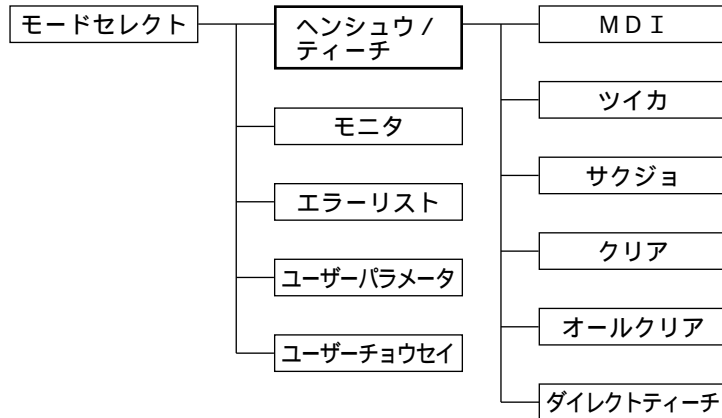 モードセレクト
ヘンシュウ /
ティーチ
モニタ
エラーリスト
ユーザーパラメータ
ユーザーチョウセイ
ＭＤＩ
ツイカ
サクジョ
クリア
オールクリア
ダイレクトティーチ